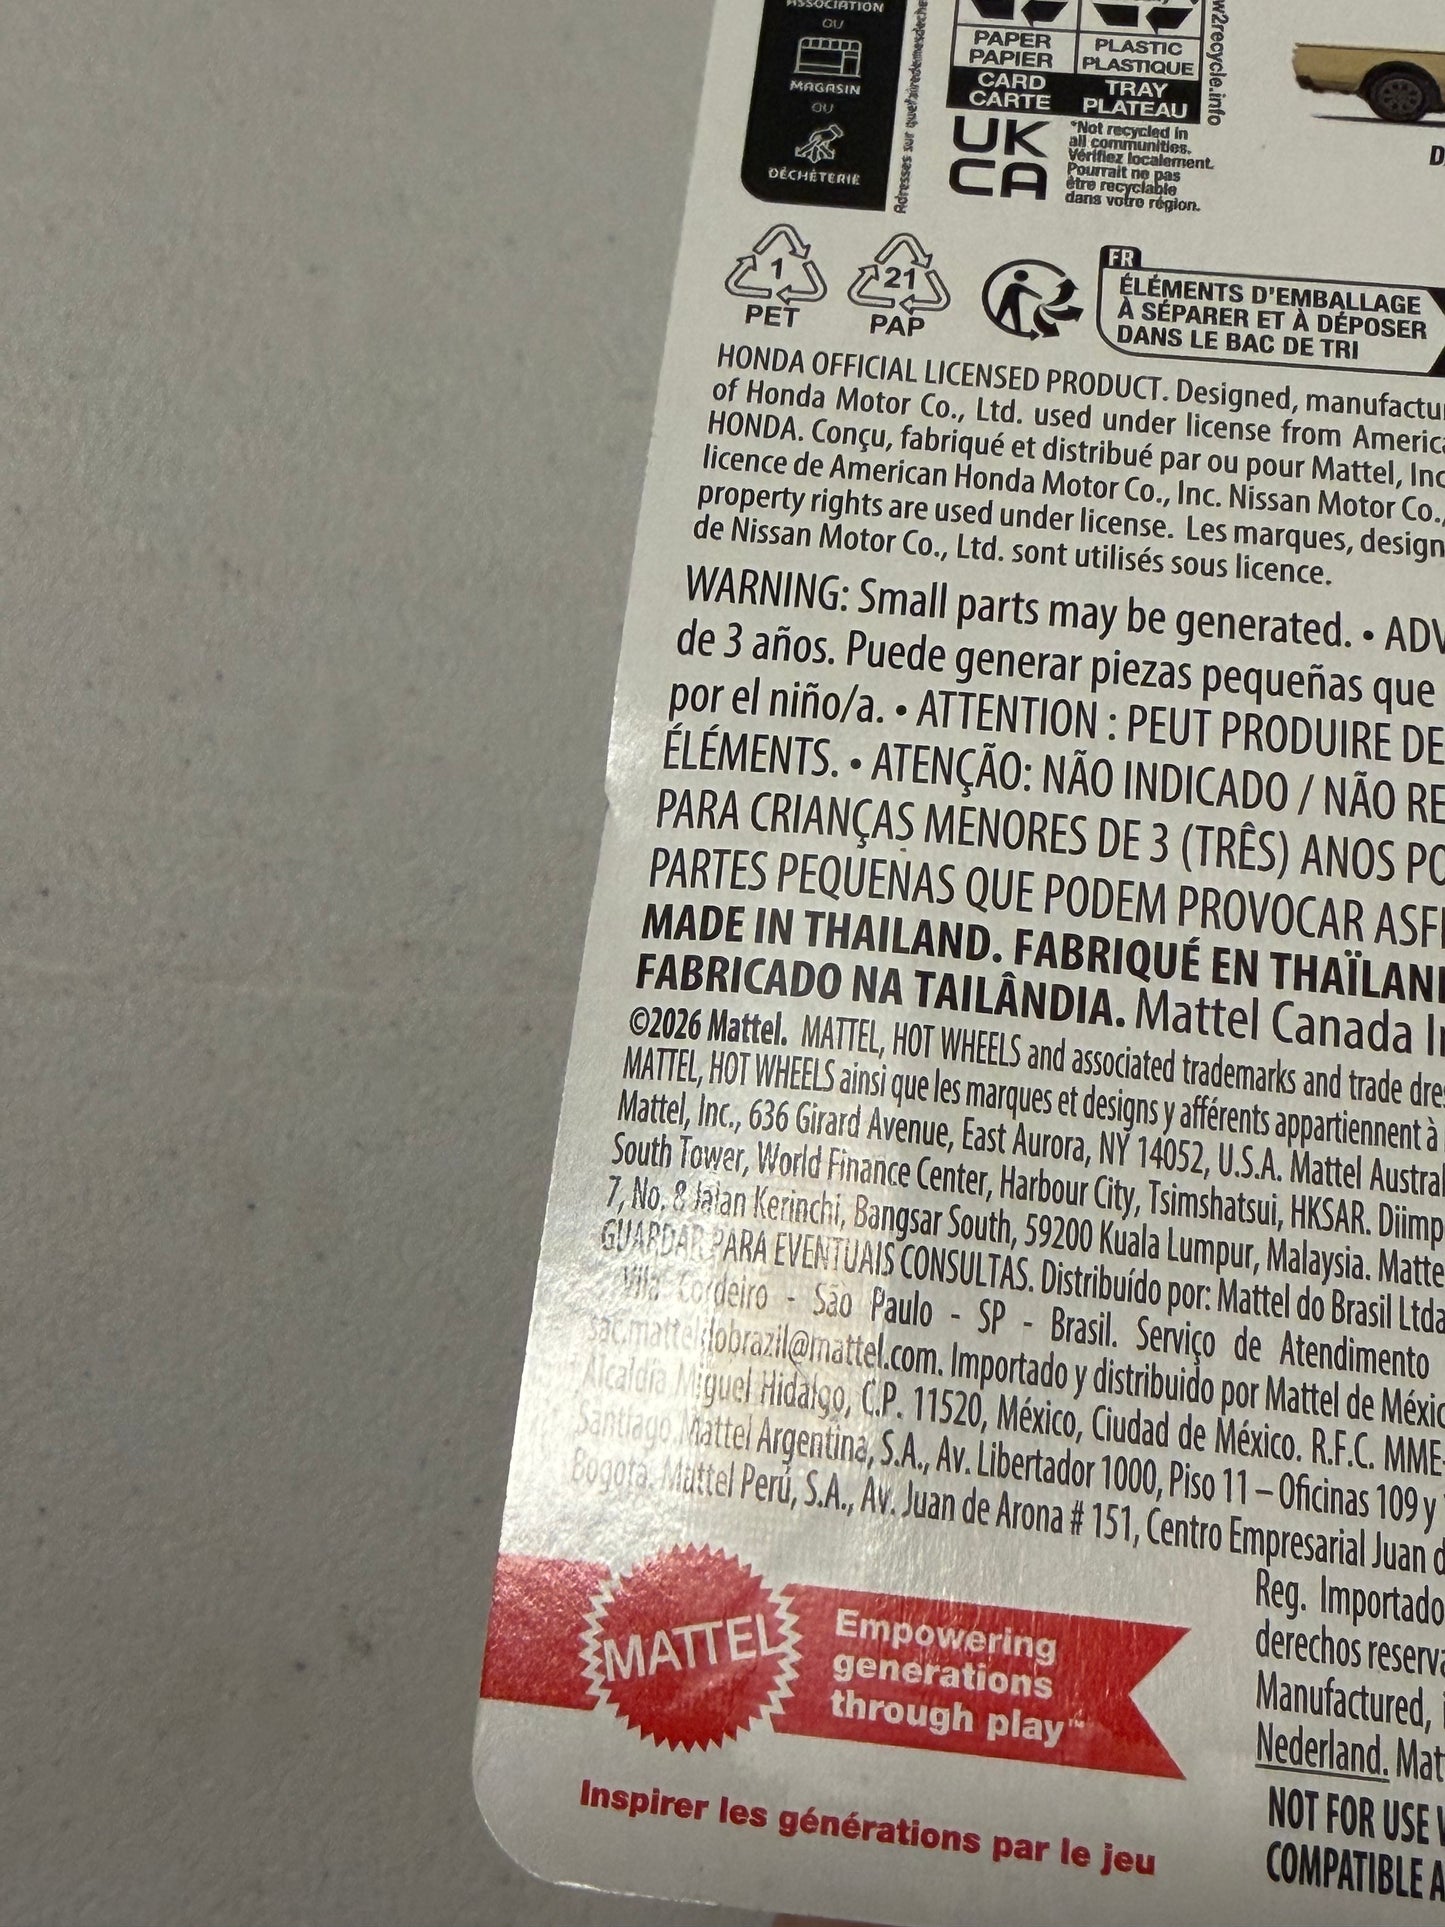 ASSOCIATION
OU
MAGASIN
OU
DÉCHÈTERIE
PAPER
PAPIER
CARD
CARTE
PLASTIC
PLASTIQUE
TRAY
PLATEAU
w2recycle.info
UK
CA
*Not recycled in
all communities.
Vérifiez localement.
Pourrait ne pas
être recyclable
dans votre région.
D
1
PET
21
PAP
FR
ÉLÉMENTS D'EMBALLAGE
À SÉPARER ET À DÉPOSER
DANS LE BAC DE TRI
HONDA OFFICIAL LICENSED PRODUCT. Designed, manufactu
of Honda Motor Co., Ltd. used under license from Americ
HONDA. Conçu, fabriqué et distribué par ou pour Mattel, Inc
licence de American Honda Motor Co., Inc. Nissan Motor Co.,
property rights are used under license. Les marques, design
de Nissan Motor Co., Ltd. sont utilisés sous licence.
WARNING: Small parts may be generated. • ADV
de 3 años. Puede generar piezas pequeñas que
por el niño/a. • ATTENTION : PEUT PRODUIRE DE
ÉLÉMENTS. • ATENÇÃO: NÃO INDICADO / NÃO RE
PARA CRIANÇAS MENORES DE 3 (TRÊS) ANOS PO
PARTES PEQUENAS QUE PODEM PROVOCAR ASFI
MADE IN THAILAND. FABRIQUÉ EN THAÏLAN
FABRICADO NA TAILÂNDIA. Mattel Canada I
©2026 Mattel. MATTEL, HOT WHEELS and associated trademarks and trade dre
MATTEL, HOT WHEELS ainsi que les marques et designs y afférents appartiennent à
Mattel, Inc., 636 Girard Avenue, East Aurora, NY 14052, U.S.A. Mattel Austral
South Tower, World Finance Center, Harbour City, Tsimshatsui, HKSAR. Diimp
7, No. 8 Jalan Kerinchi, Bangsar South, 59200 Kuala Lumpur, Malaysia. Matte
GUARDAR PARA EVENTUAIS CONSULTAS. Distribuído por: Mattel do Brasil Ltda
Vila Cordeiro - São Paulo - SP - Brasil. Serviço de Atendimento
sac.matteldobrazil@mattel.com. Importado y distribuido por Mattel de Méxic
Alcaldía Miguel Hidalgo, C.P. 11520, México, Ciudad de México. R.F.C. MME-
Santiago. Mattel Argentina, S.A., Av. Libertador 1000, Piso 11 – Oficinas 109 y
Bogotá. Mattel Perú, S.A., Av. Juan de Arona # 151, Centro Empresarial Juan d
Reg. Importado
derechos reserva
Manufactured, i
Nederland. Mat
NOT FOR USE W
COMPATIBLE A
MATTEL
Empowering
generations
through play™
Inspirer les générations par le jeu